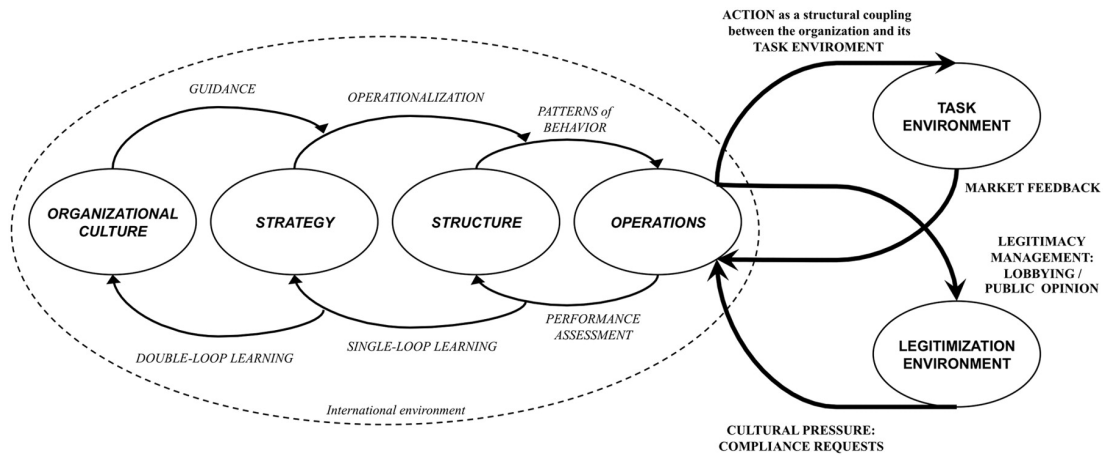 ACTION as a structural coupling
between the organization and its
TASK ENVIROMENT
GUIDANCE
OPERATIONALIZATION
PATTERNS of
BEHAVIOR
TASK
ENVIRONMENT
MARKET FEEDBACK
ORGANIZATIONAL
CULTURE
STRATEGY
STRUCTURE
OPERATIONS
LEGITIMACY
MANAGEMENT:
LOBBYING /
PUBLIC OPINION
PERFORMANCE
ASSESSMENT
DOUBLE-LOOP LEARNING
SINGLE-LOOP LEARNING
LEGITIMIZATION
ENVIRONMENT
International environment
CULTURAL PRESSURE:
COMPLIANCE REQUESTS